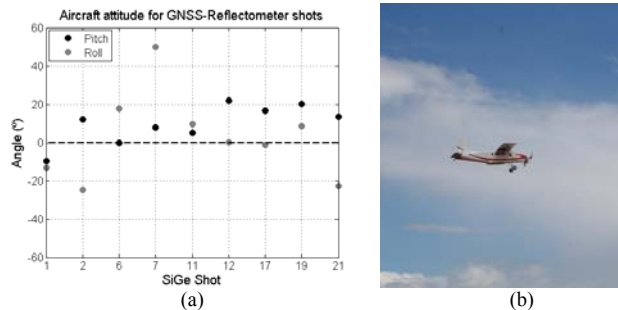 Aircraft attitude for GNSS-Reflectometer shots
60
40
20
0
-20
-40
-60
Angle (º)
Pitch
Roll
1 2 6 7 11 12 17 19 21
SiGe Shot
(a) (b)